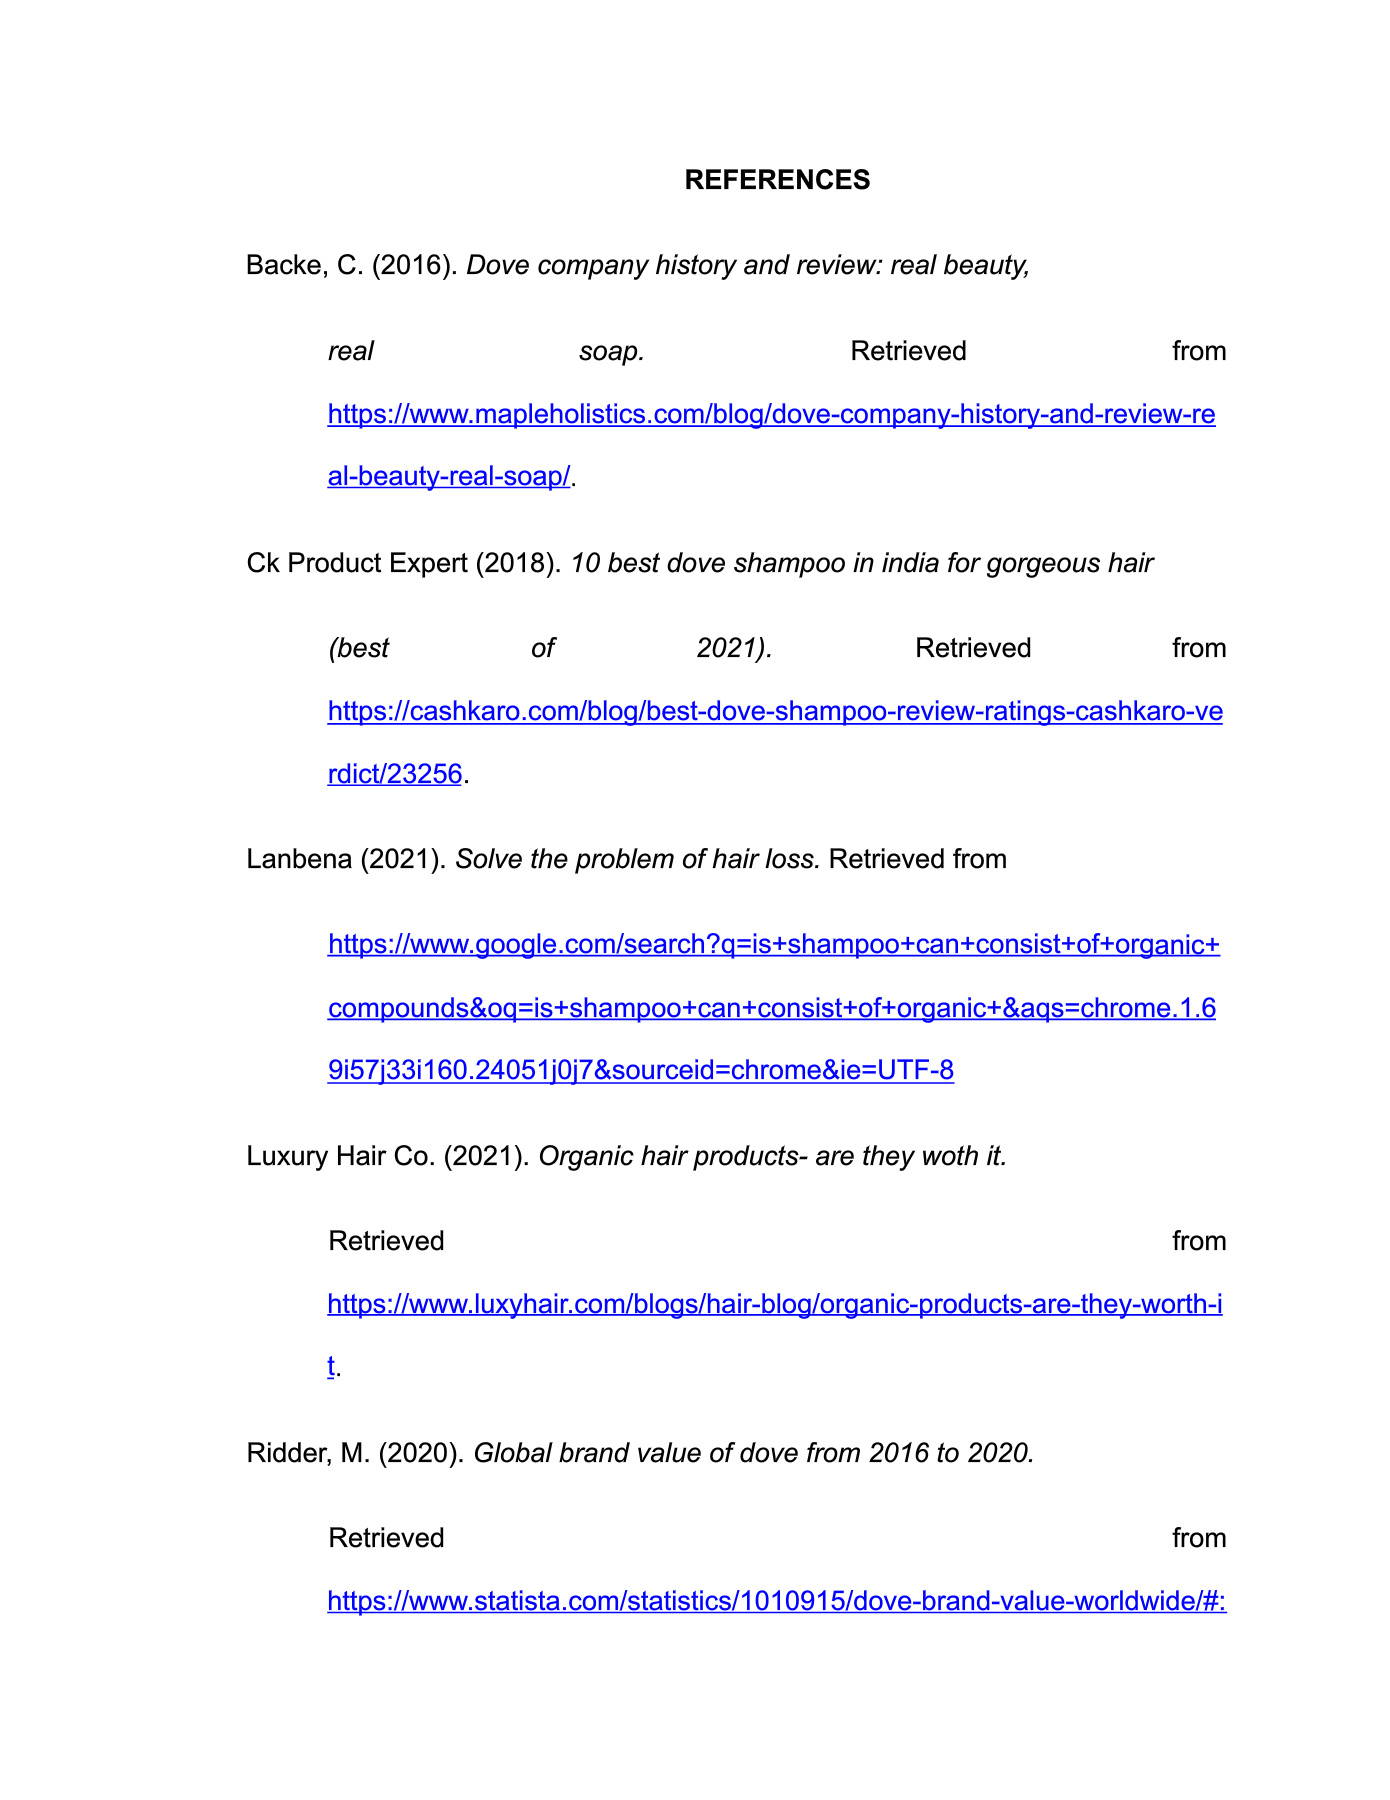 REFERENCES
Backe, C. (2016). Dove company history and review: real beauty,
real soap. Retrieved from
https://www.mapleholistics.com/blog/dove-company-history-and-review-re
al-beauty-real-soap/.
Ck Product Expert (2018). 10 best dove shampoo in india for gorgeous hair
(best of 2021). Retrieved from
https://cashkaro.com/blog/best-dove-shampoo-review-ratings-cashkaro-ve
rdict/23256.
Lanbena (2021). Solve the problem of hair loss. Retrieved from
https://www.google.com/search?q=is+shampoo+can+consist+of+organic+
compounds&oq=is+shampoo+can+consist+of+organic+&aqs=chrome.1.6
9i57j33i160.24051j0j7&sourceid=chrome&ie=UTF-8
Luxury Hair Co. (2021). Organic hair products- are they woth it.
Retrieved from
https://www.luxyhair.com/blogs/hair-blog/organic-products-are-they-worth-i
t.
Ridder, M. (2020). Global brand value of dove from 2016 to 2020.
Retrieved from
https://www.statista.com/statistics/1010915/dove-brand-value-worldwide/#: